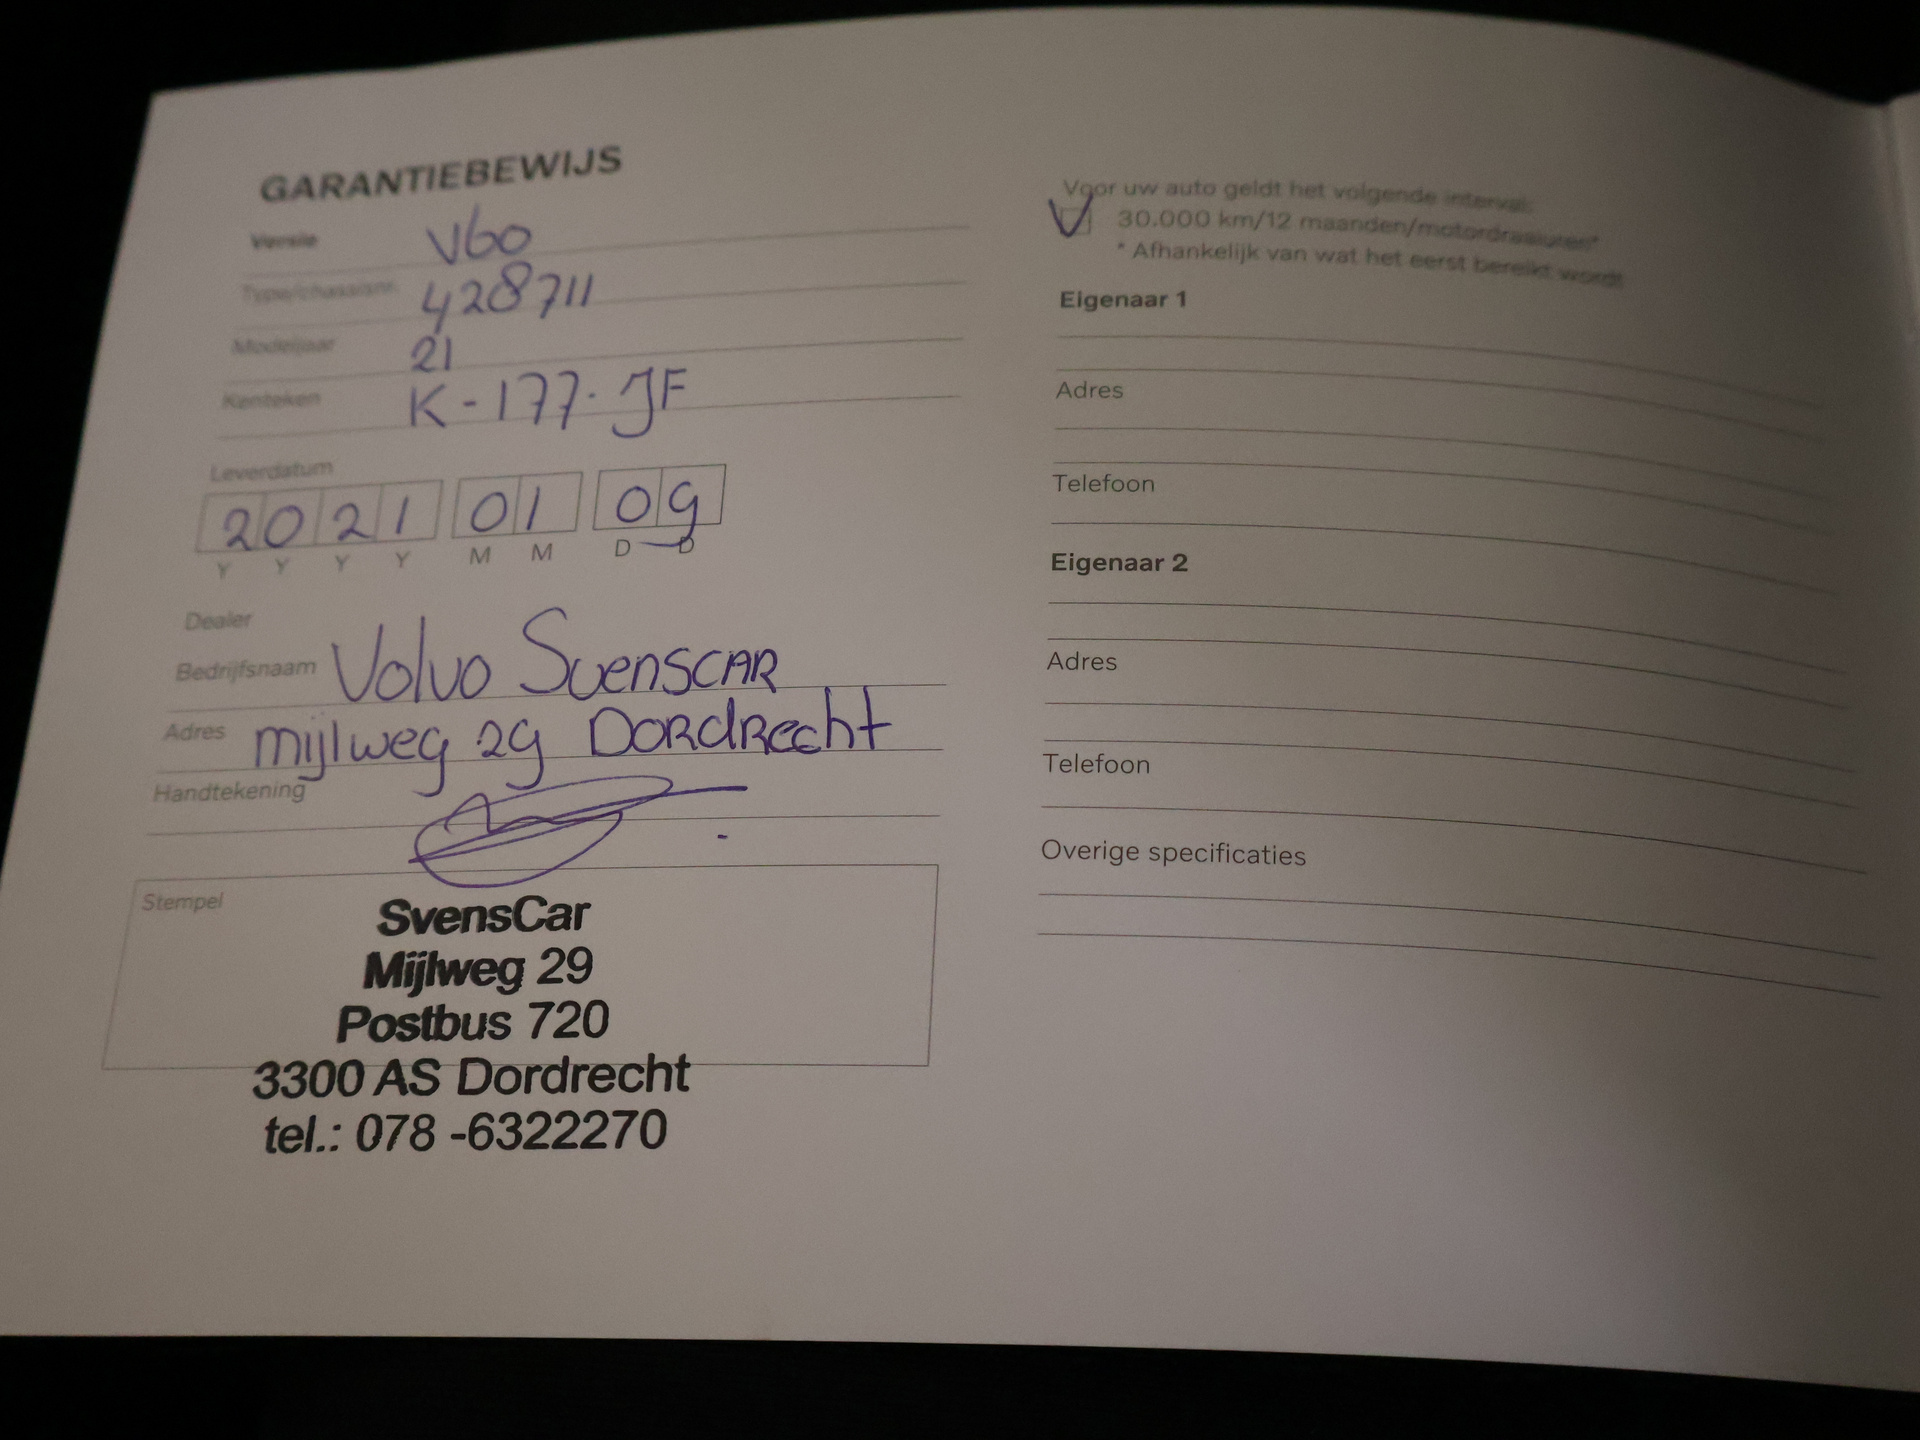 GARANTIEBEWIJS
Versie V60
Type/chassisnr. 428711
Modeljaar 21
Kenteken K-177-JF
Leverdatum
2021 01 09
Y Y Y Y M M D D
Dealer
Bedrijfsnaam Volvo SvensCAR
Adres mijlweg 29 DORdRecht
Handtekening
Stempel
SvensCar
Mijlweg 29
Postbus 720
3300 AS Dordrecht
tel.: 078 -6322270
Voor uw auto geldt het volgende interval:
30.000 km/12 maanden/motordraaiuren*
* Afhankelijk van wat het eerst bereikt wordt
Eigenaar 1
Adres
Telefoon
Eigenaar 2
Adres
Telefoon
Overige specificaties